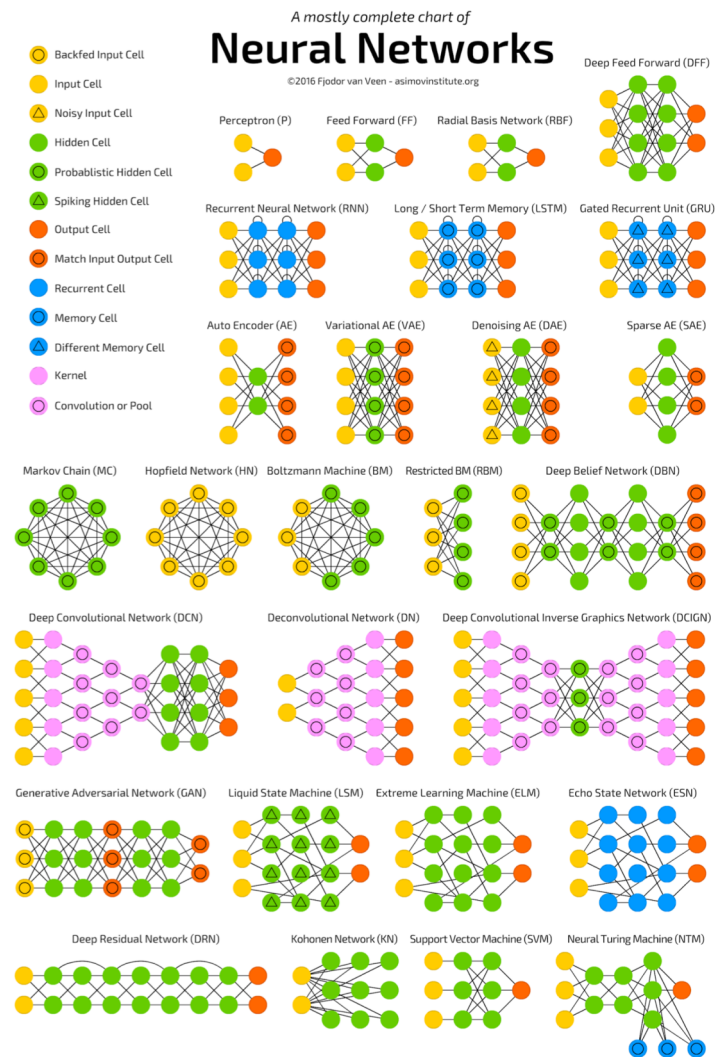 A mostly complete chart of
Neural Networks
©2016 Fjodor van Veen - asimovinstitute.org
Backfed Input Cell
Input Cell
Noisy Input Cell
Hidden Cell
Probablistic Hidden Cell
Spiking Hidden Cell
Output Cell
Match Input Output Cell
Recurrent Cell
Memory Cell
Different Memory Cell
Kernel
Convolution or Pool
Deep Feed Forward (DFF)
Perceptron (P)
Feed Forward (FF)
Radial Basis Network (RBF)
Recurrent Neural Network (RNN)
Long / Short Term Memory (LSTM)
Gated Recurrent Unit (GRU)
Auto Encoder (AE)
Variational AE (VAE)
Denoising AE (DAE)
Sparse AE (SAE)
Markov Chain (MC)
Hopfield Network (HN)
Boltzmann Machine (BM)
Restricted BM (RBM)
Deep Belief Network (DBN)
Deep Convolutional Network (DCN)
Deconvolutional Network (DN)
Deep Convolutional Inverse Graphics Network (DCIGN)
Generative Adversarial Network (GAN)
Liquid State Machine (LSM)
Extreme Learning Machine (ELM)
Echo State Network (ESN)
Deep Residual Network (DRN)
Kohonen Network (KN)
Support Vector Machine (SVM)
Neural Turing Machine (NTM)